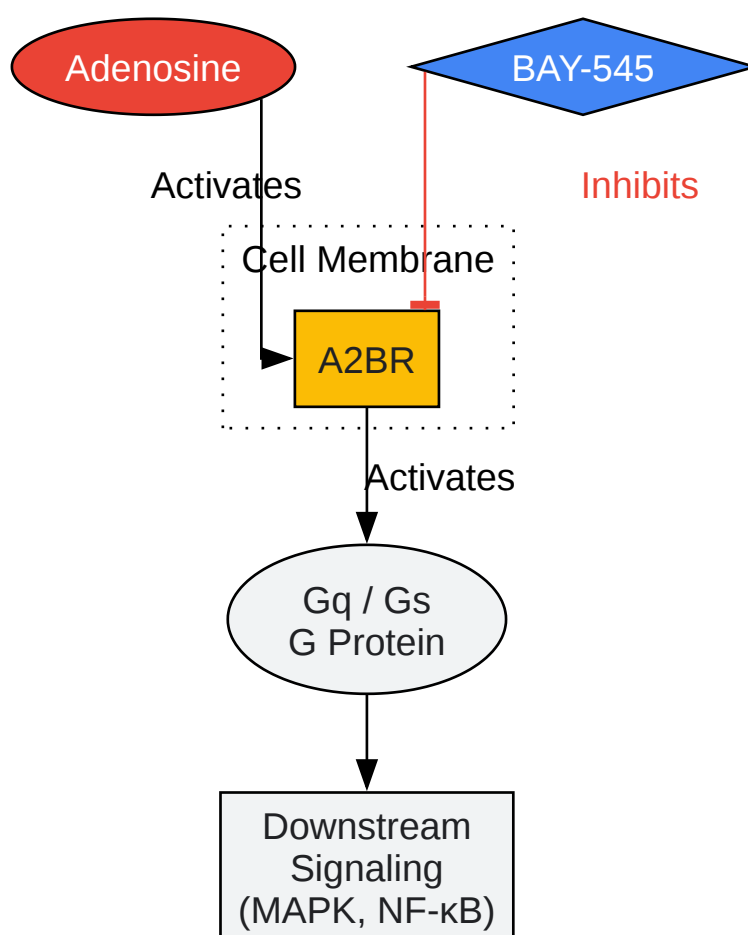 Adenosine
BAY-545
Activates
Inhibits
Cell Membrane
A2BR
Activates
Gq / Gs
G Protein
Downstream
Signaling
(MAPK, NF-κB)